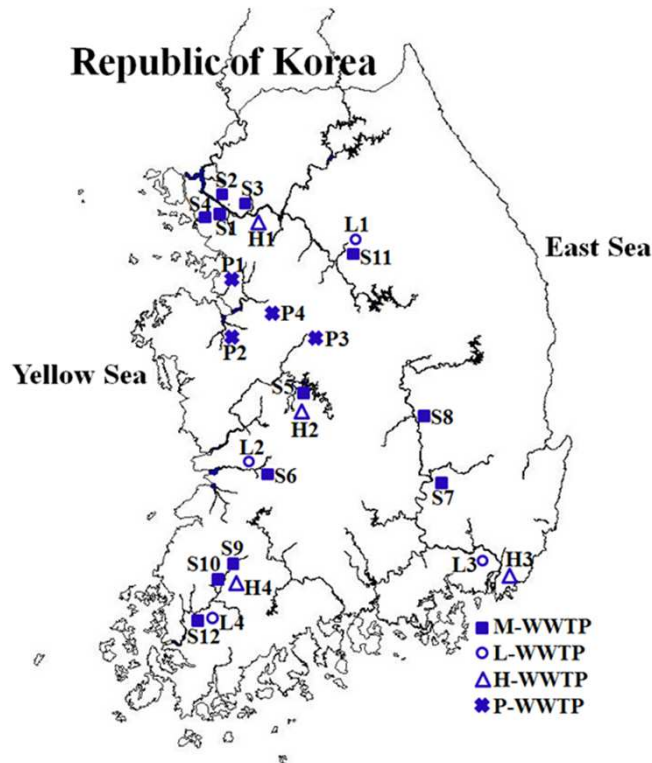 Republic of Korea
S2
S3
S4
S1
H1
L1
S11
East Sea
P1
P4
P2
P3
Yellow Sea
S5
H2
S8
L2
S6
S7
S9
S10
H4
L3
H3
S12
L4
M-WWTP
L-WWTP
H-WWTP
P-WWTP